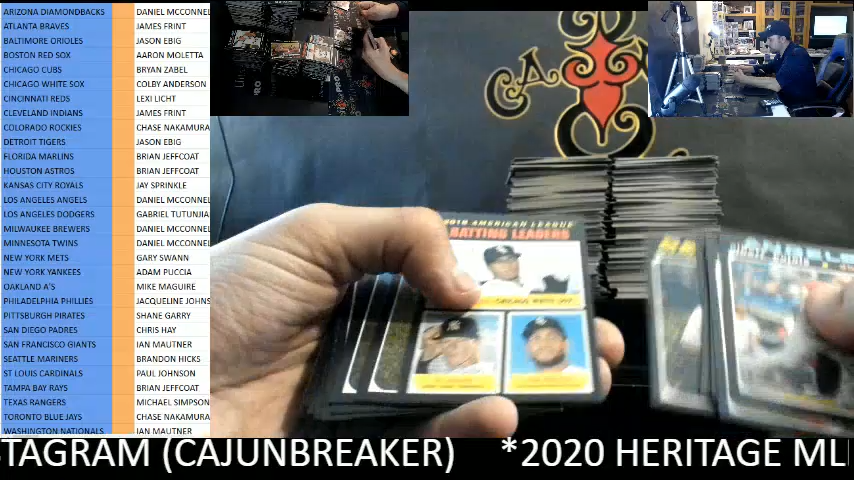 ARIZONA DIAMONDBACKS DANIEL MCCONNEL
ATLANTA BRAVES JAMES FRINT
BALTIMORE ORIOLES JASON EBIG
BOSTON RED SOX AARON MOLETTA
CHICAGO CUBS BRYAN ZABEL
CHICAGO WHITE SOX COLBY ANDERSON
CINCINNATI REDS LEXI LICHT
CLEVELAND INDIANS JAMES FRINT
COLORADO ROCKIES CHASE NAKAMURA
DETROIT TIGERS JASON EBIG
FLORIDA MARLINS BRIAN JEFFCOAT
HOUSTON ASTROS BRIAN JEFFCOAT
KANSAS CITY ROYALS JAY SPRINKLE
LOS ANGELES ANGELS DANIEL MCCONNEL
LOS ANGELES DODGERS GABRIEL TUTUNJIA
MILWAUKEE BREWERS DANIEL MCCONNEL
MINNESOTA TWINS DANIEL MCCONNEL
NEW YORK METS GARY SWANN
NEW YORK YANKEES ADAM PUCCIA
OAKLAND A'S MIKE MAGUIRE
PHILADELPHIA PHILLIES JACQUELINE JOHNS
PITTSBURGH PIRATES SHANE GARRY
SAN DIEGO PADRES CHRIS HAY
SAN FRANCISCO GIANTS IAN MAUTNER
SEATTLE MARINERS BRANDON HICKS
ST LOUIS CARDINALS PAUL JOHNSON
TAMPA BAY RAYS BRIAN JEFFCOAT
TEXAS RANGERS MICHAEL SIMPSON
TORONTO BLUE JAYS CHASE NAKAMURA
WASHINGTON NATIONALS IAN MAUTNER
CA N
2019 AMERICAN LEAGUE
BATTING LEADERS
CHICAGO WHITE SOX
TAGRAM (CAJUNBREAKER) *2020 HERITAGE ML